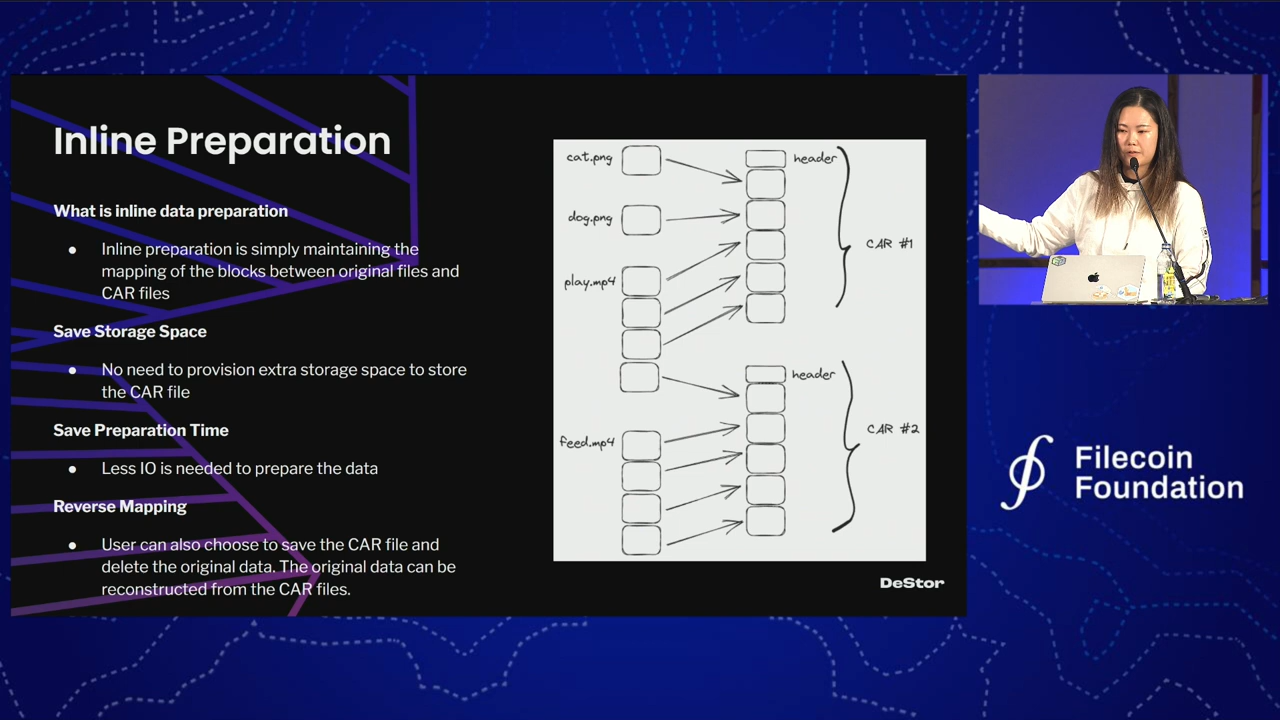 Inline Preparation
What is inline data preparation
● Inline preparation is simply maintaining the
mapping of the blocks between original files and
CAR files
Save Storage Space
● No need to provision extra storage space to store
the CAR file
Save Preparation Time
● Less IO is needed to prepare the data
Reverse Mapping
● User can also choose to save the CAR file and
delete the original data. The original data can be
reconstructed from the CAR files.
cat.png
header
dog.png
CAR #1
play.mp4
header
CAR #2
feed.mp4
DeStor
Filecoin
Foundation